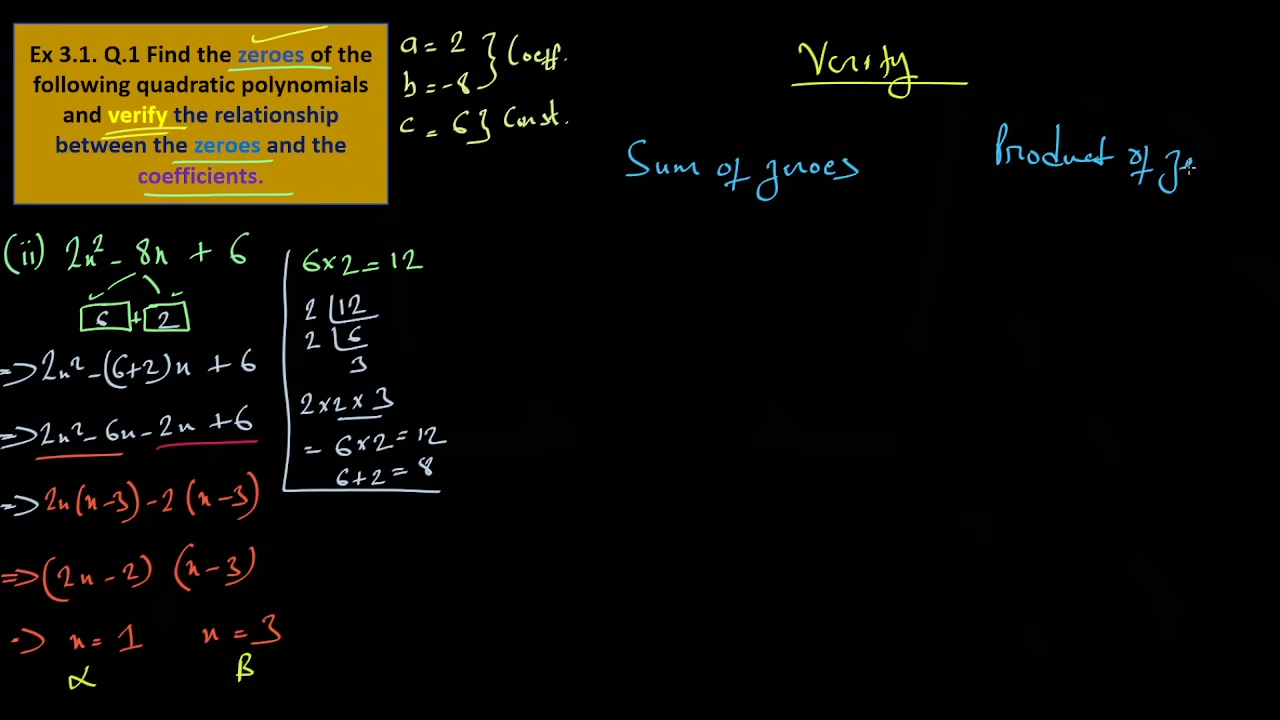 Ex 3.1. Q.1 Find the zeroes of the
following quadratic polynomials
and verify the relationship
between the zeroes and the
coefficients.
a = 2 } Coeff.
b = -8
c = 6 } Const.
Verify
Sum of zeroes
Product of ze
(ii) 2x² - 8x + 6
6 + 2
=> 2x² - (6+2)x + 6
=> 2x² - 6x - 2x + 6
=> 2x(x-3) - 2(x-3)
=> (2x-2) (x-3)
=> x = 1 x = 3
α β
6×2 = 12
2 | 12
2 | 6
3
2×2×3
= 6×2 = 12
6+2 = 8